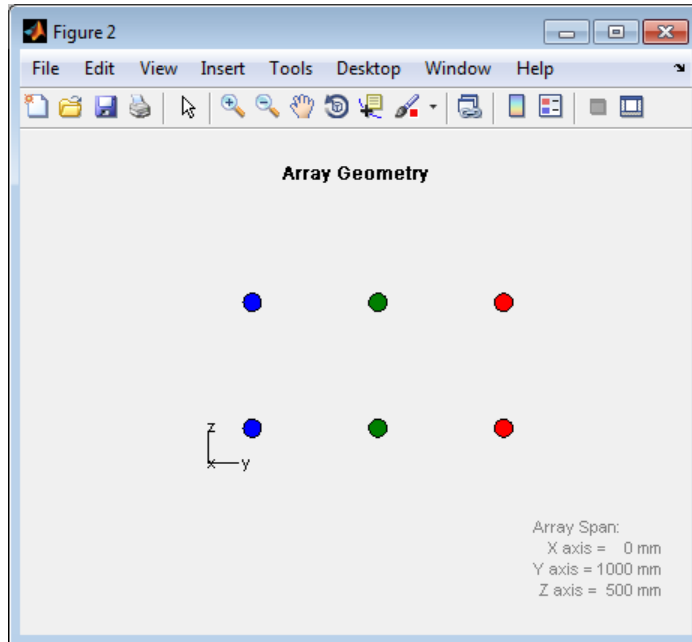 Figure 2
File Edit View Insert Tools Desktop Window Help
Array Geometry
z
x y
Array Span:
X axis = 0 mm
Y axis = 1000 mm
Z axis = 500 mm